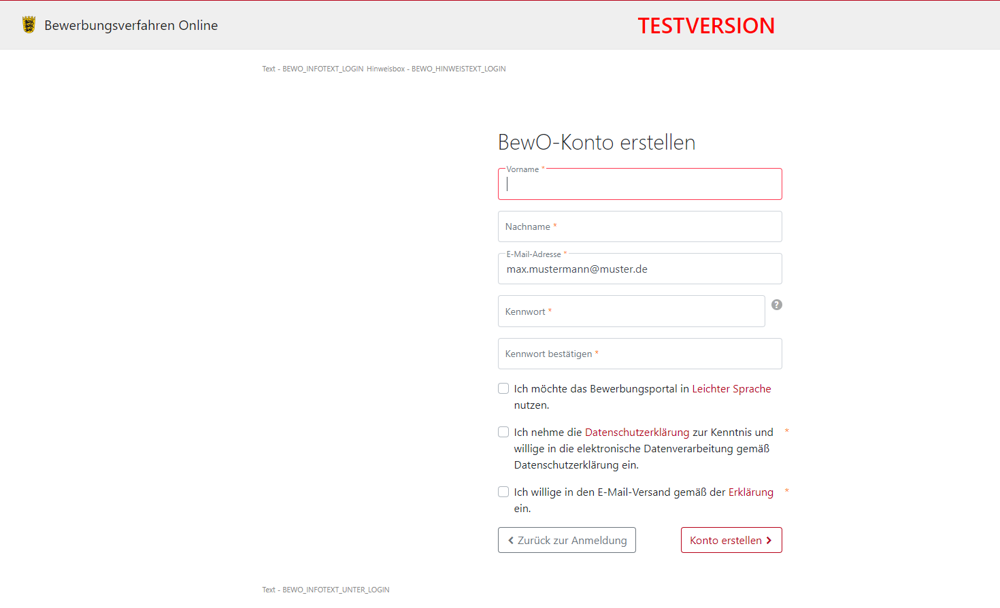 Bewerbungsverfahren Online
TESTVERSION
Text - BEWO_INFOTEXT_LOGIN Hinweisbox - BEWO_HINWEISTEXT_LOGIN
BewO-Konto erstellen
Vorname *
Nachname *
E-Mail-Adresse *
max.mustermann@muster.de
Kennwort *
?
Kennwort bestätigen *
Ich möchte das Bewerbungsportal in Leichter Sprache
nutzen.
Ich nehme die Datenschutzerklärung zur Kenntnis und *
willige in die elektronische Datenverarbeitung gemäß
Datenschutzerklärung ein.
Ich willige in den E-Mail-Versand gemäß der Erklärung *
ein.
Zurück zur Anmeldung
Konto erstellen
Text - BEWO_INFOTEXT_UNTER_LOGIN